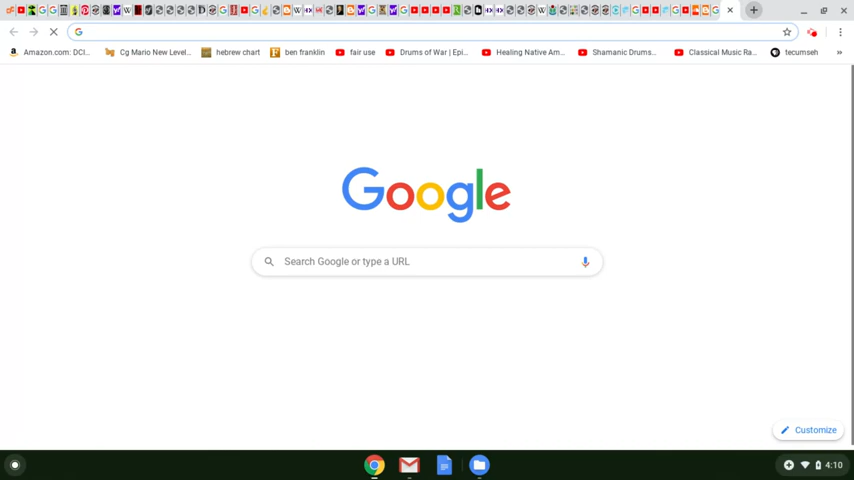 Amazon.com: DCI...
Cg Mario New Level...
hebrew chart
ben franklin
fair use
Drums of War | Epi...
Healing Native Am...
Shamanic Drums...
Classical Music Ra...
tecumseh
Google
Search Google or type a URL
Customize
4:10